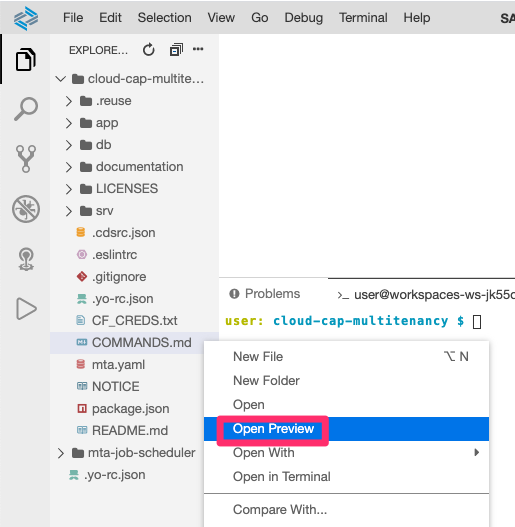 File Edit Selection View Go Debug Terminal Help SA
EXPLORE...
cloud-cap-multite...
.reuse
app
db
documentation
LICENSES
srv
.cdsrc.json
.eslintrc
.gitignore
.yo-rc.json
CF_CREDS.txt
COMMANDS.md
mta.yaml
NOTICE
package.json
README.md
mta-job-scheduler
.yo-rc.json
Problems >_ user@workspaces-ws-jk55c
user: cloud-cap-multitenancy $
New File ⌥ N
New Folder
Open
Open Preview
Open With
Open in Terminal
Compare With...